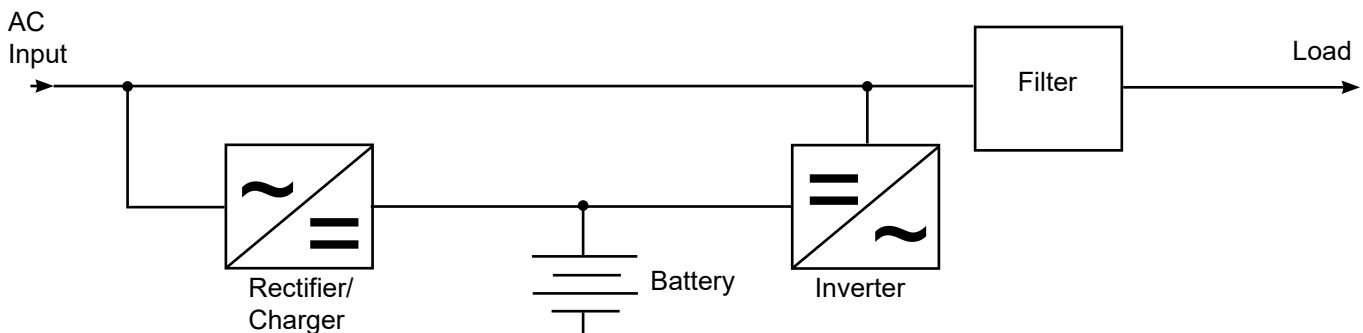 AC
Input
Filter
Load
Rectifier/
Charger
Battery
Inverter